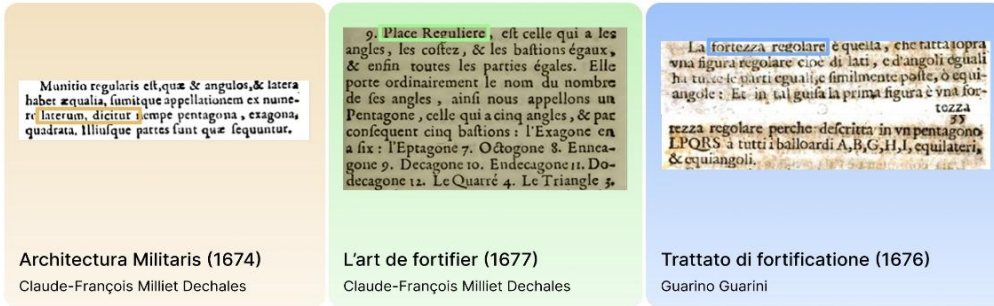 Munitio regularis eſt,quæ & angulos,& latera
habet æqualia, ſumitque appellationem ex nume-
ro laterum, dicitur nempe pentagona, exagona,
quadrata. Illiuſque partes ſunt quæ ſequuntur.
Architectura Militaris (1674)
Claude-François Milliet Dechales
9. Place Reguliere, eſt celle qui a les
angles, les coſtez, & les baſtions égaux,
& enfin toutes les parties égales. Elle
porte ordinairement le nom du nombre
de ſes angles, ainſi nous appellons un
Pentagone, celle qui a cinq angles, & par
conſequent cinq baſtions: l'Exagone en
a ſix: l'Eptagone 7. Octogone 8. Ennea-
gone 9. Decagone 10. Endecagone 11. Do-
decagone 12. Le Quarré 4. Le Triangle 3.
L'art de fortifier (1677)
Claude-François Milliet Dechales
La fortezza regolare è quella, che fatta ſopra
vna figura regolare cioè di lati, e d'angoli eguali
ha tutte le parti eguali, e ſimilmente poſte, ò equi-
angole: Et in tal guiſa la prima figura è vna for-
tezza
55
tezza regolare perche deſcritta in vn pentagono
LPQRS à tutti i balloardi A,B,G,H,I, equilateri,
& equiangoli.
Trattato di fortificatione (1676)
Guarino Guarini